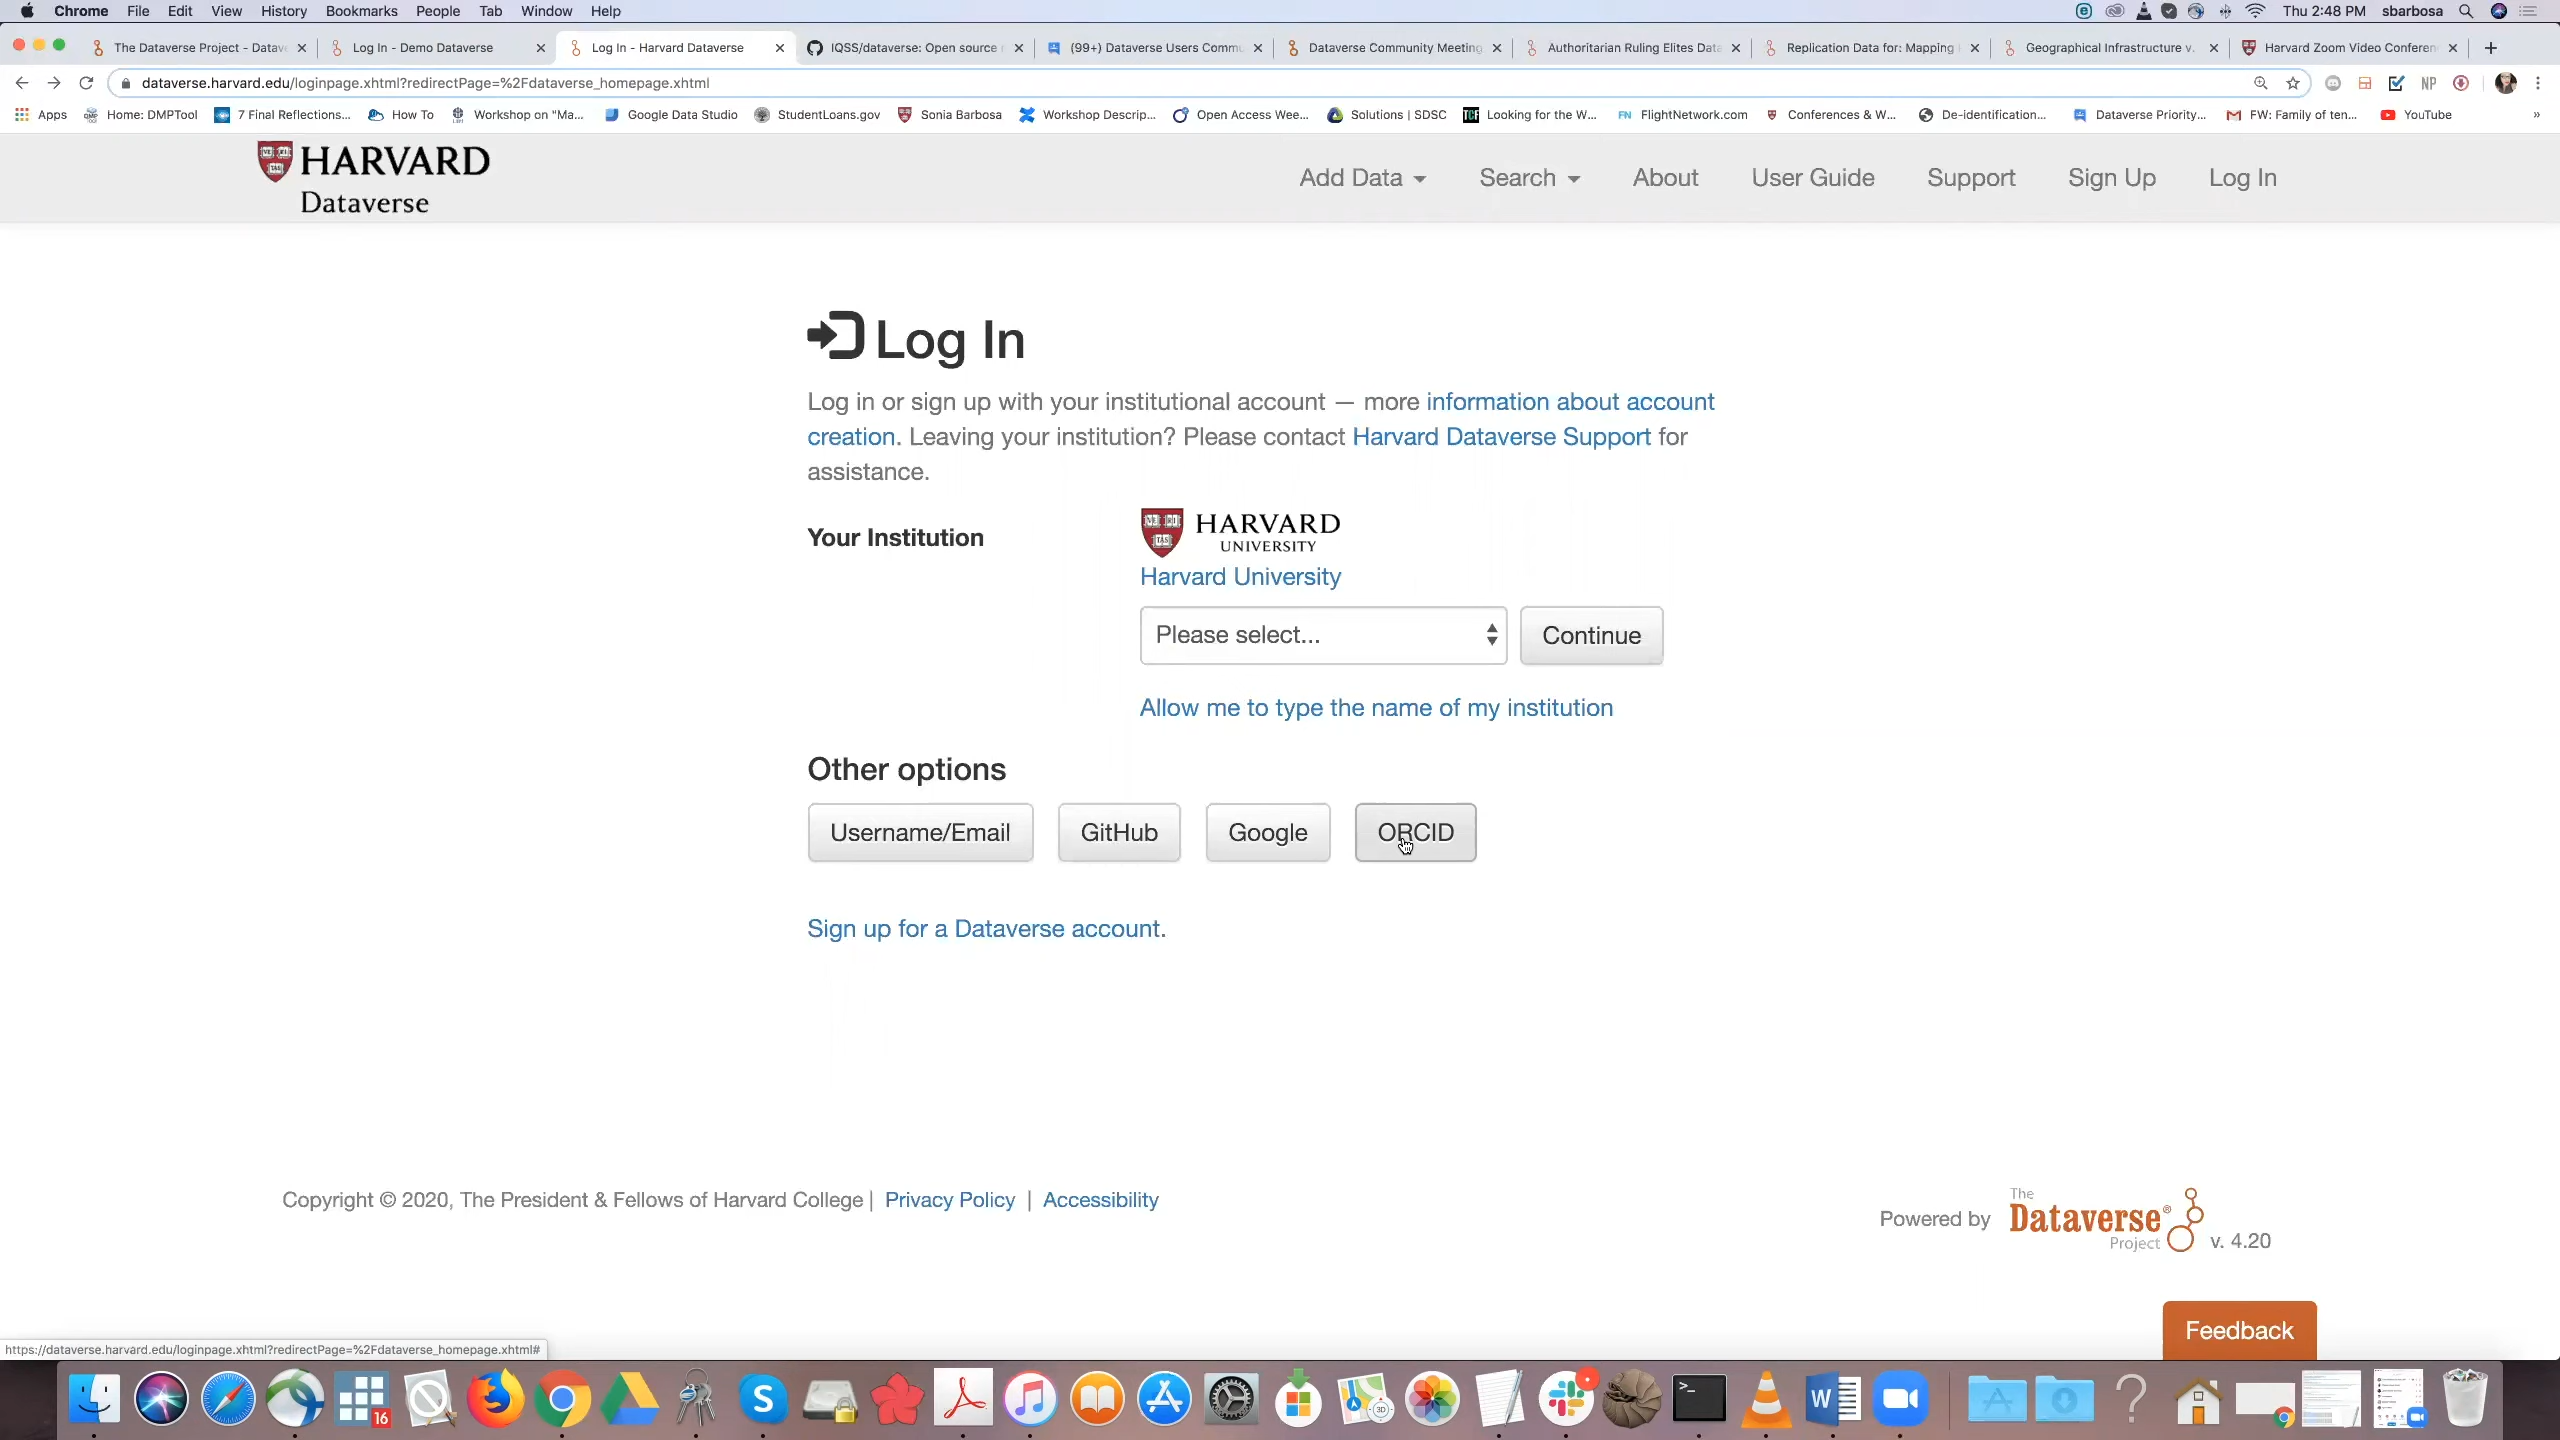 Chrome File Edit View History Bookmarks People Tab Window Help Thu 2:48 PM sbarbosa
The Dataverse Project - Datav Log In - Demo Dataverse Log In - Harvard Dataverse IQSS/dataverse: Open source (99+) Dataverse Users Commu Dataverse Community Meeting Authoritarian Ruling Elites Data Replication Data for: Mapping Geographical Infrastructure v. Harvard Zoom Video Conferen
dataverse.harvard.edu/loginpage.xhtml?redirectPage=%2Fdataverse_homepage.xhtml NP
Apps Home: DMPTool 7 Final Reflections... How To Workshop on "Ma... Google Data Studio StudentLoans.gov Sonia Barbosa Workshop Descrip... Open Access Wee... Solutions | SDSC Looking for the W... FlightNetwork.com Conferences & W... De-identification... Dataverse Priority... FW: Family of ten... YouTube »
HARVARD
Dataverse
Add Data Search About User Guide Support Sign Up Log In
Log In
Log in or sign up with your institutional account — more information about account
creation. Leaving your institution? Please contact Harvard Dataverse Support for
assistance.
Your Institution
HARVARD
UNIVERSITY
Harvard University
Please select... Continue
Allow me to type the name of my institution
Other options
Username/Email GitHub Google ORCID
Sign up for a Dataverse account.
Copyright © 2020, The President & Fellows of Harvard College | Privacy Policy | Accessibility
Powered by The Dataverse® Project v. 4.20
Feedback
https://dataverse.harvard.edu/loginpage.xhtml?redirectPage=%2Fdataverse_homepage.xhtml#
16